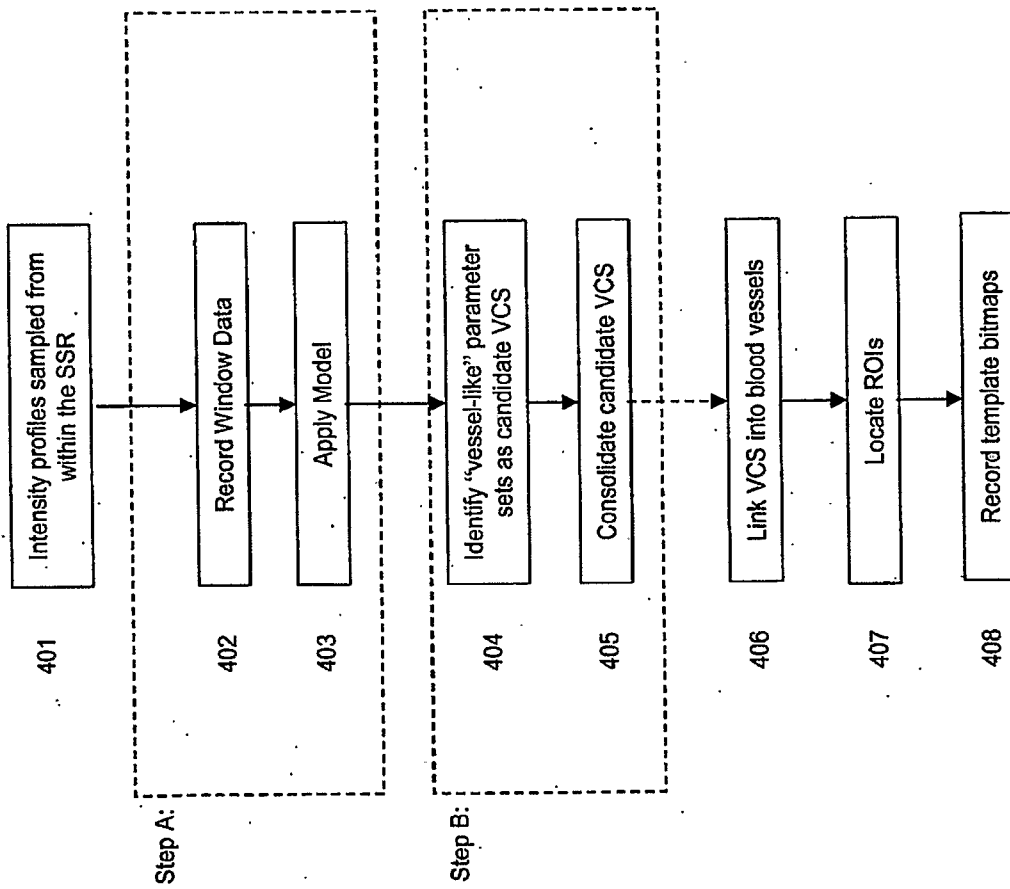 401
Intensity profiles sampled from
within the SSR
Step A:
402
Record Window Data
403
Apply Model
Step B:
404
Identify “vessel-like” parameter
sets as candidate VCS
405
Consolidate candidate VCS
406
Link VCS into blood vessels
407
Locate ROIs
408
Record template bitmaps